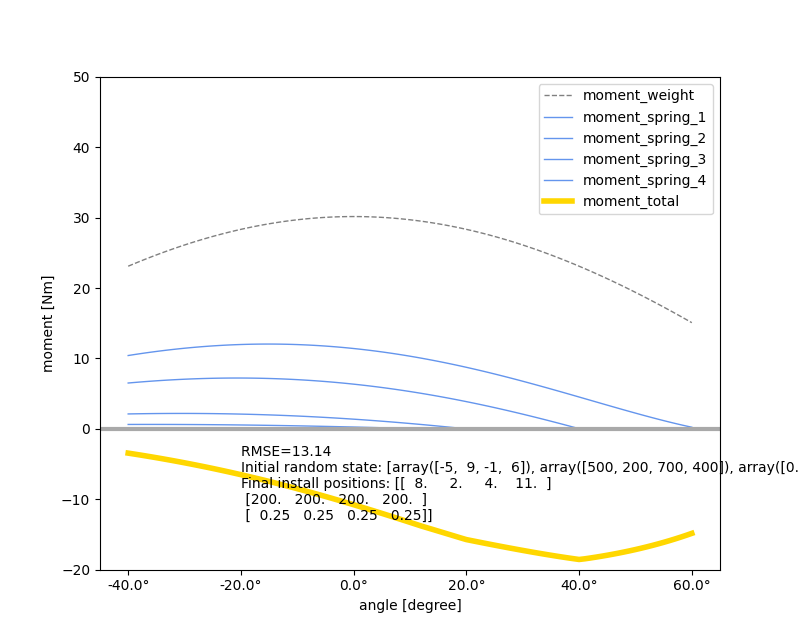 50
40
30
20
10
0
−10
−20
moment [Nm]
moment_weight
moment_spring_1
moment_spring_2
moment_spring_3
moment_spring_4
moment_total
RMSE=13.14
Initial random state: [array([-5,  9, -1,  6]), array([500, 200, 700, 400]), array([0.
Final install positions: [[  8.     2.     4.    11.  ]
[200.   200.   200.   200.  ]
[  0.25   0.25   0.25   0.25]]
-40.0°
-20.0°
0.0°
20.0°
40.0°
60.0°
angle [degree]